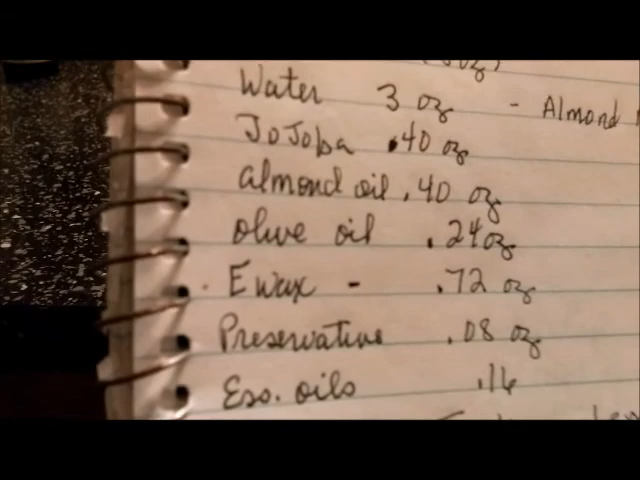 Water 3 oz - Almond
JoJoba .40 oz
almond oil .40 oz
olive oil .24 oz
Ewax - .72 oz
Preservative .08 oz
Ess. oils .16